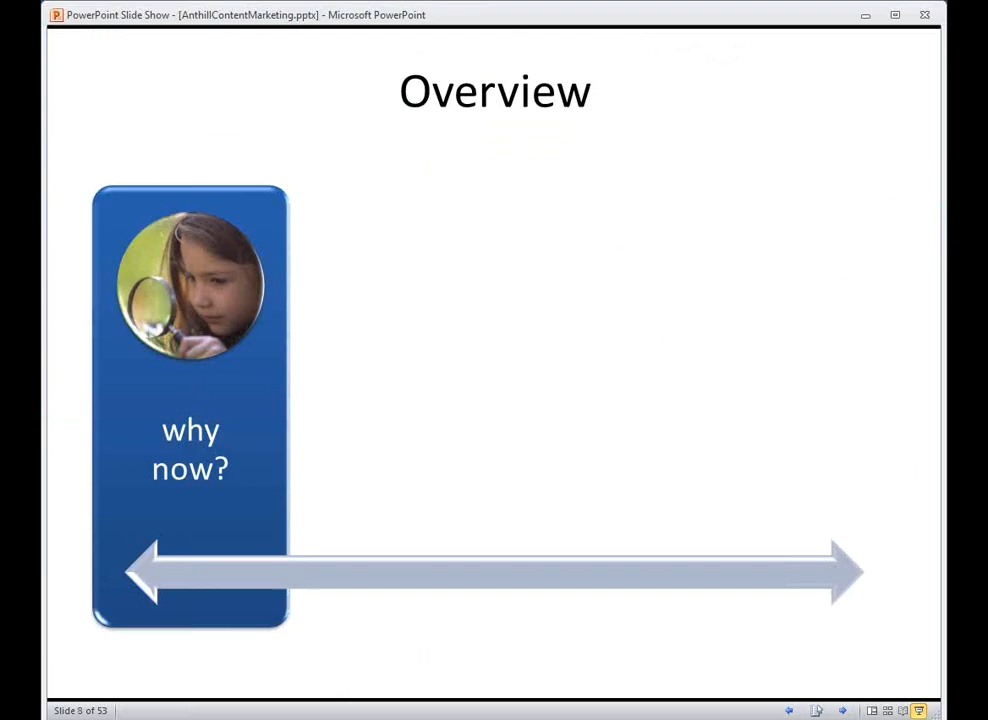 PowerPoint Slide Show - [AnthillContentMarketing.pptx] - Microsoft PowerPoint
Overview
why
now?
Slide 8 of 53